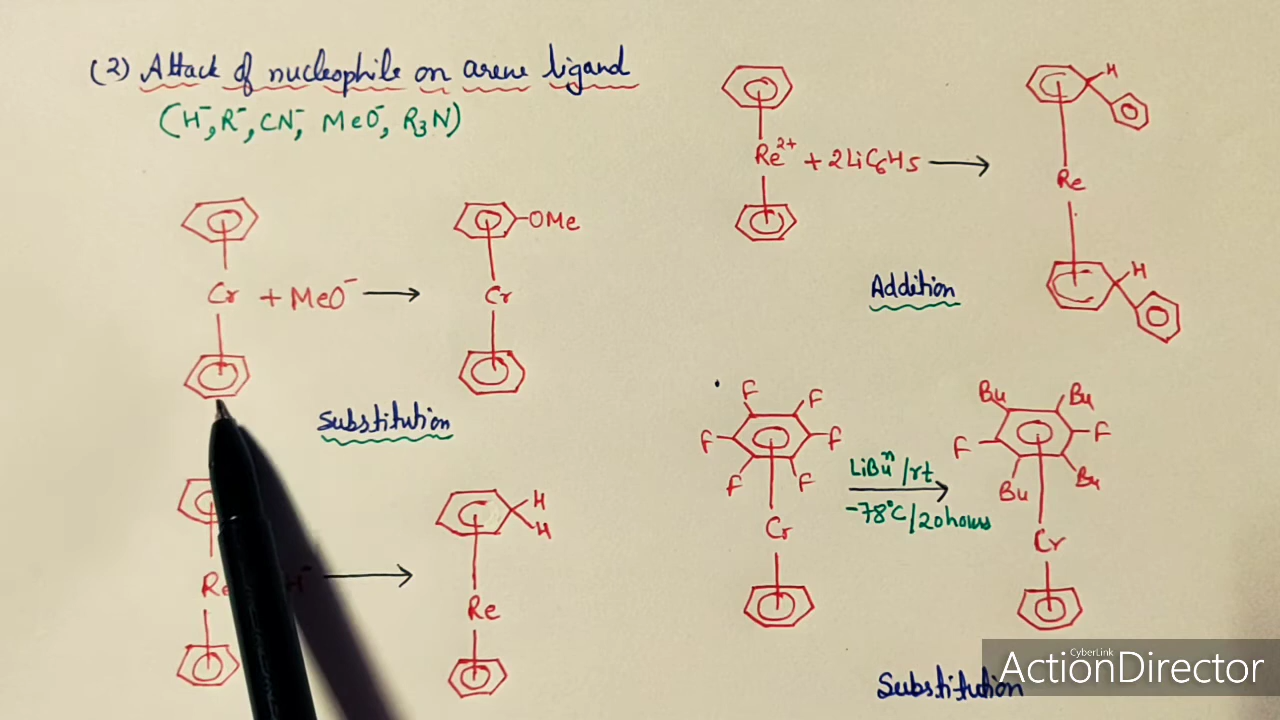 (2) Attack of nucleophile on arene ligand
(H⁻, R⁻, CN⁻, MeO⁻, R₃N)
Cr + MeO⁻ →
OMe
Cr
Substitution
H⁻ →
H
H
Re
Re²⁺ + 2LiC₆H₅ →
H
Re
H
Addition
F F
F F
F F
Cr
LiBuⁿ/rt
-78°C/20hours
Bu Bu
F F
Bu Bu
Cr
Substitution
CyberLink
ActionDirector